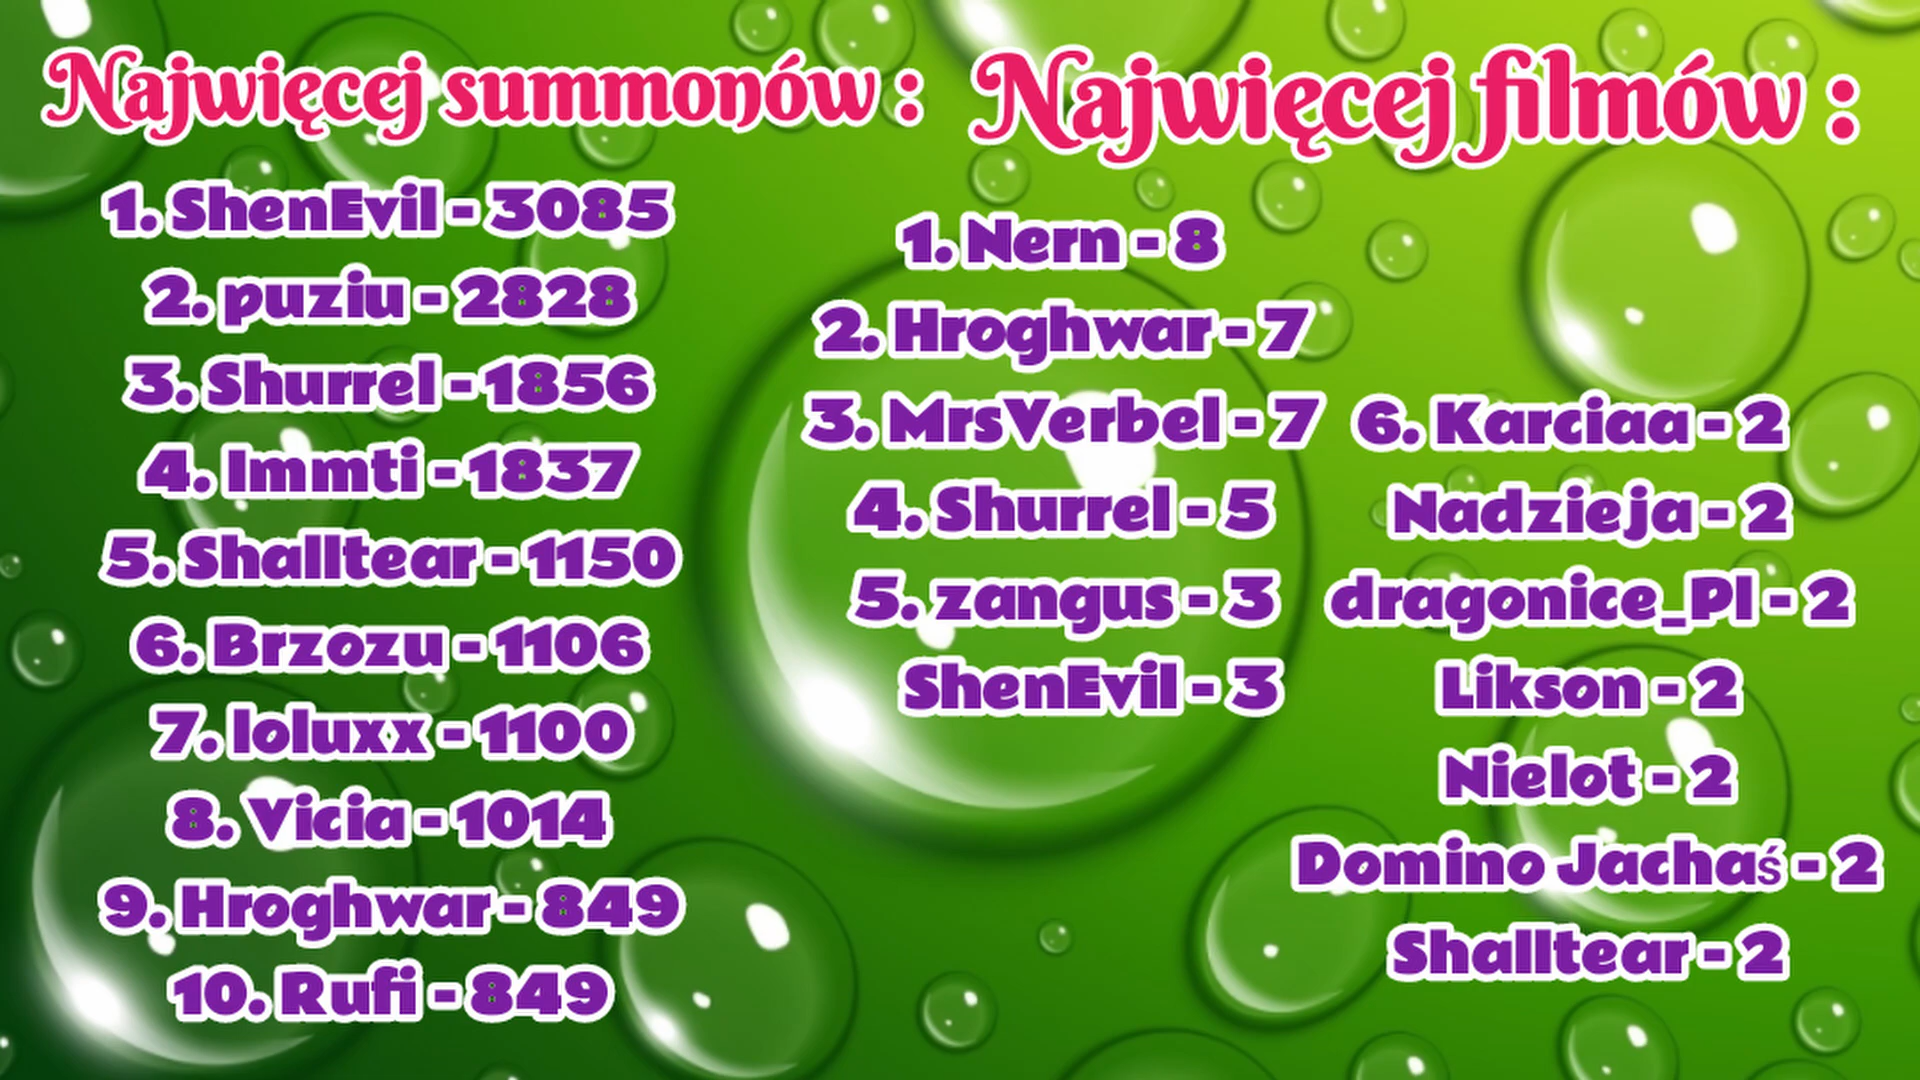 Najwięcej summonów :
1. ShenEvil - 3085
2. puziu - 2828
3. Shurrel - 1856
4. Immti - 1837
5. Shalltear - 1150
6. Brzozu - 1106
7. loluxx - 1100
8. Vicia - 1014
9. Hroghwar - 849
10. Rufi - 849
Najwięcej filmów :
1. Nern - 8
2. Hroghwar - 7
3. MrsVerbel - 7
4. Shurrel - 5
5. zangus - 3
ShenEvil - 3
6. Karciaa - 2
Nadzieja - 2
dragonice_Pl - 2
Likson - 2
Nielot - 2
Domino Jachaś - 2
Shalltear - 2